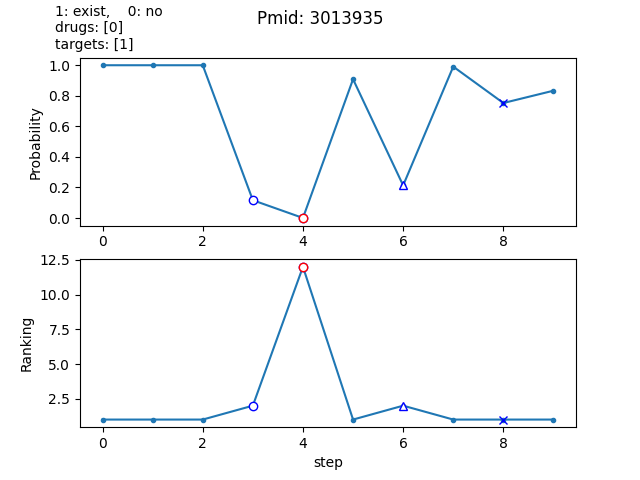 1: exist,    0: no
drugs: [0]
targets: [1]
Pmid: 3013935
1.0
0.8
0.6
0.4
0.2
0.0
Probability
0 2 4 6 8
12.5
10.0
7.5
5.0
2.5
Ranking
0 2 4 6 8
step